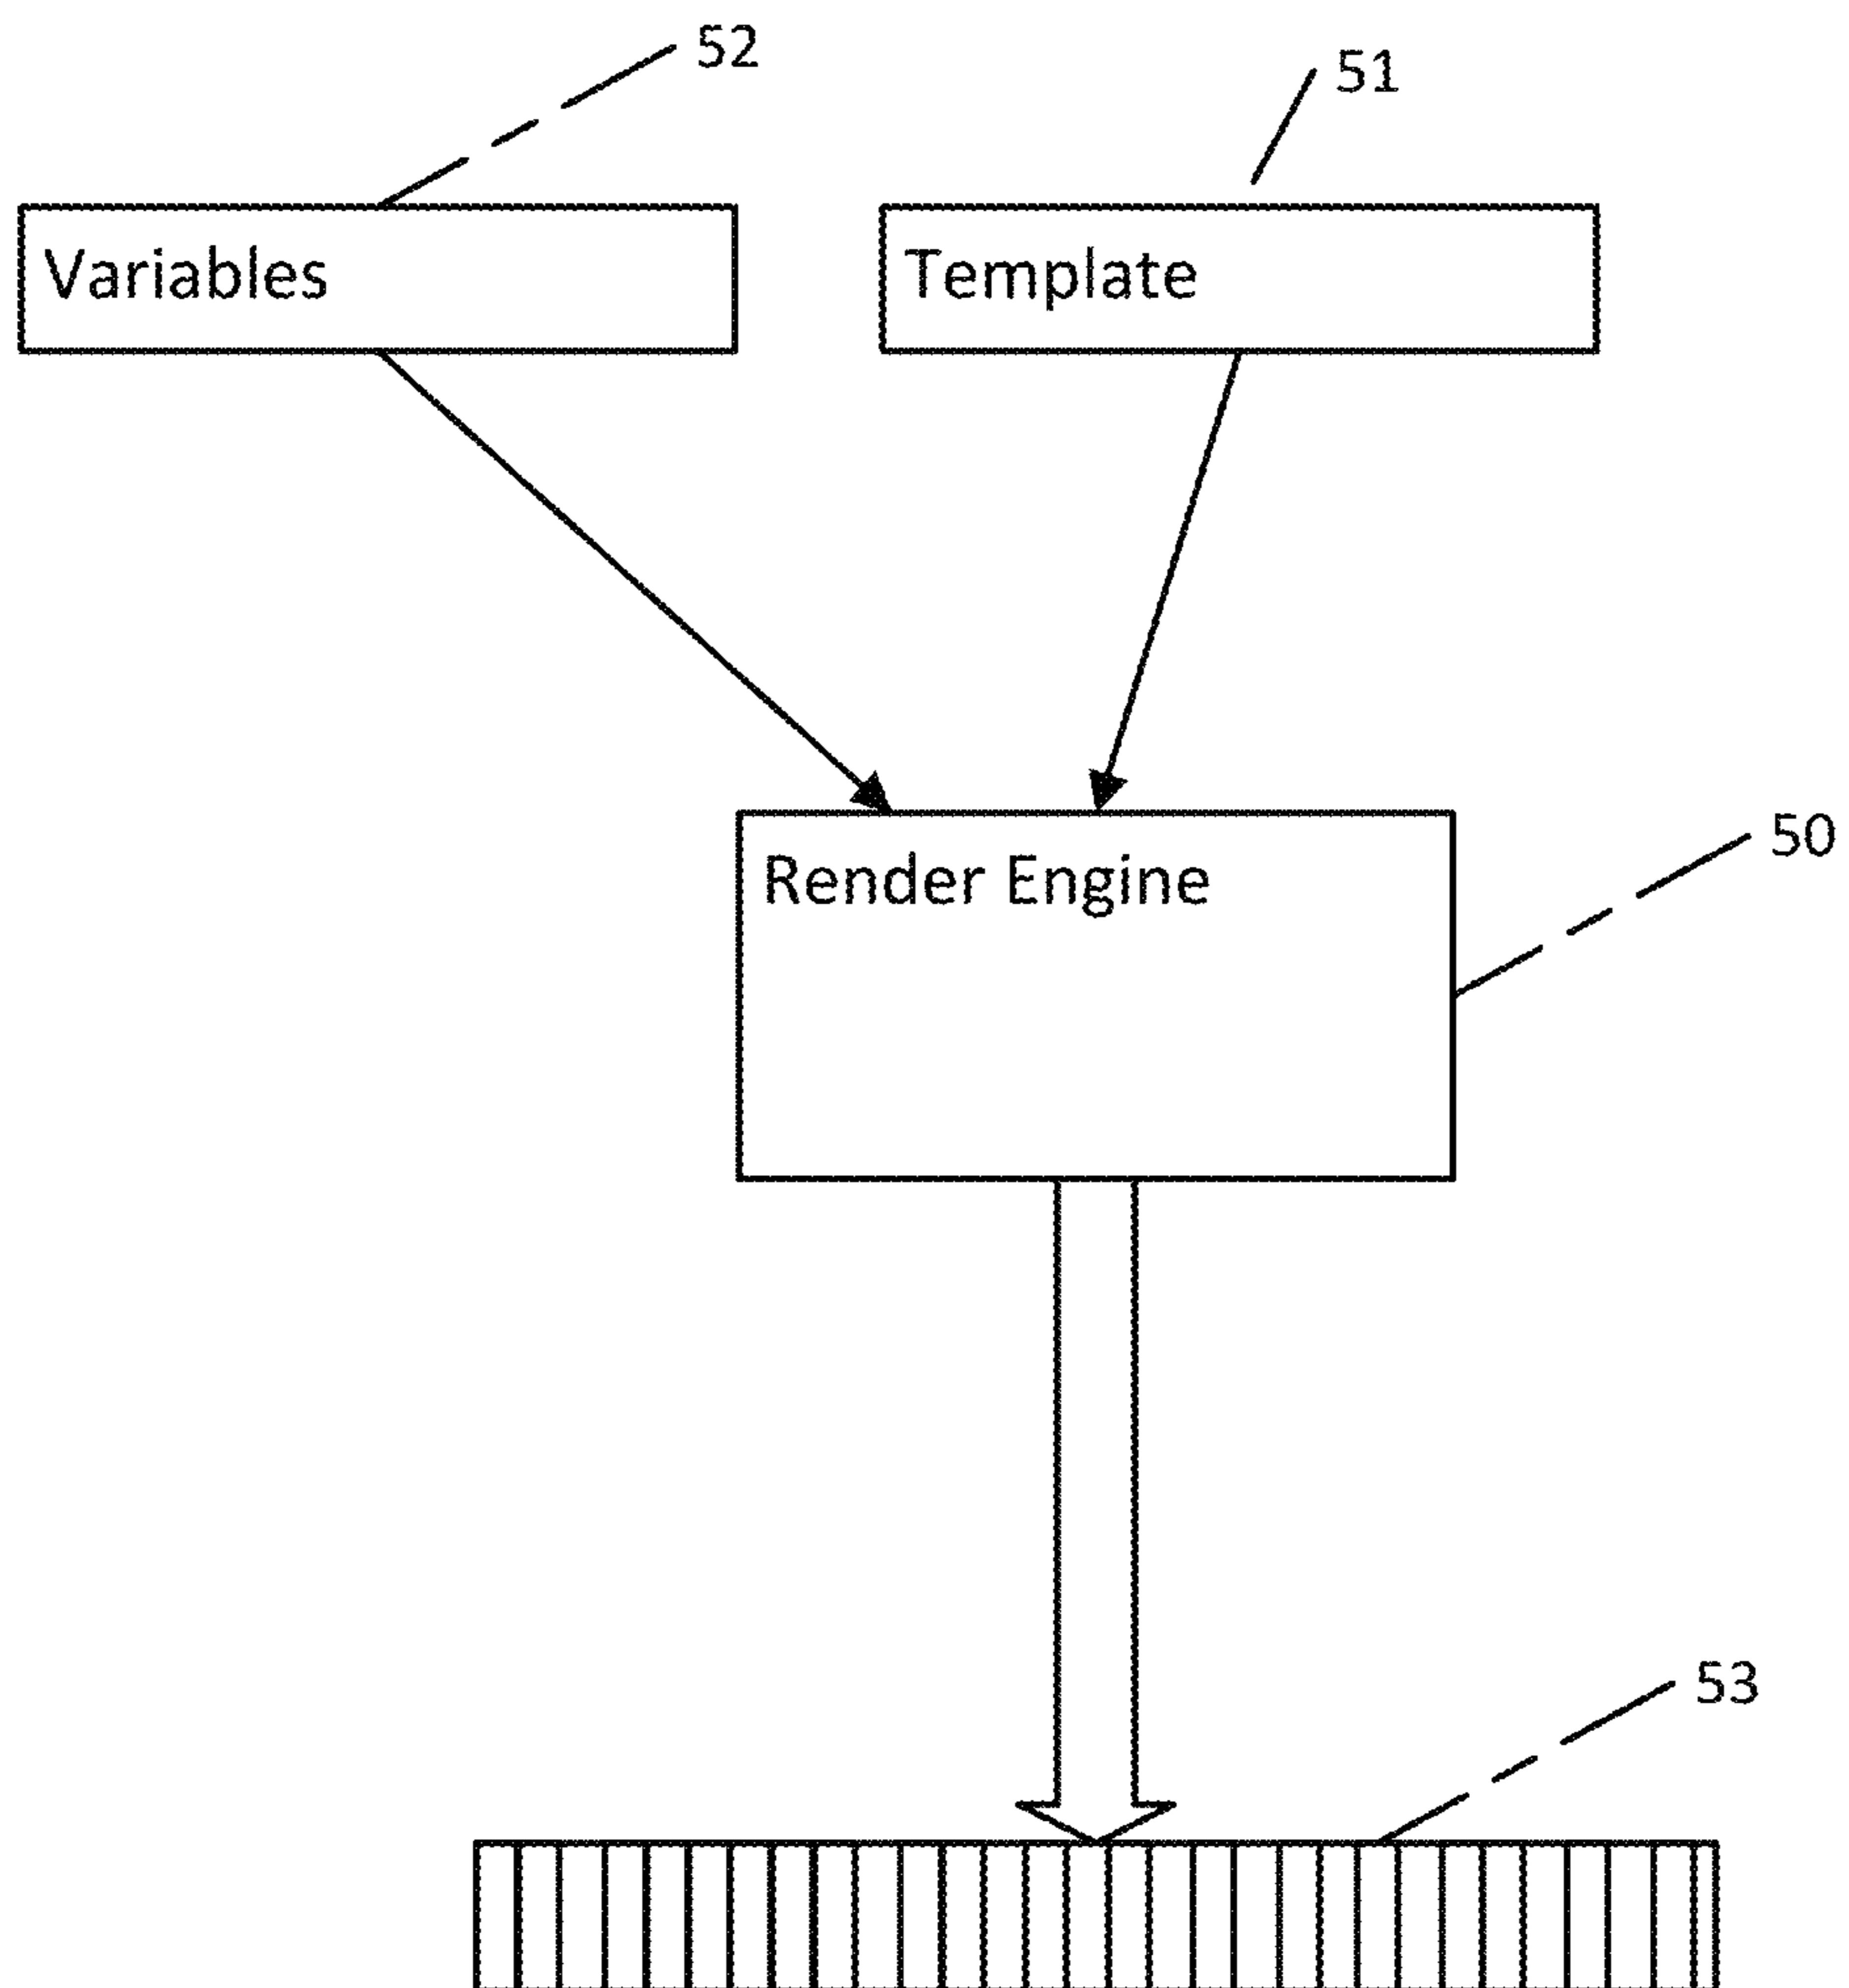 52
51
Variables
Template
Render Engine
50
53